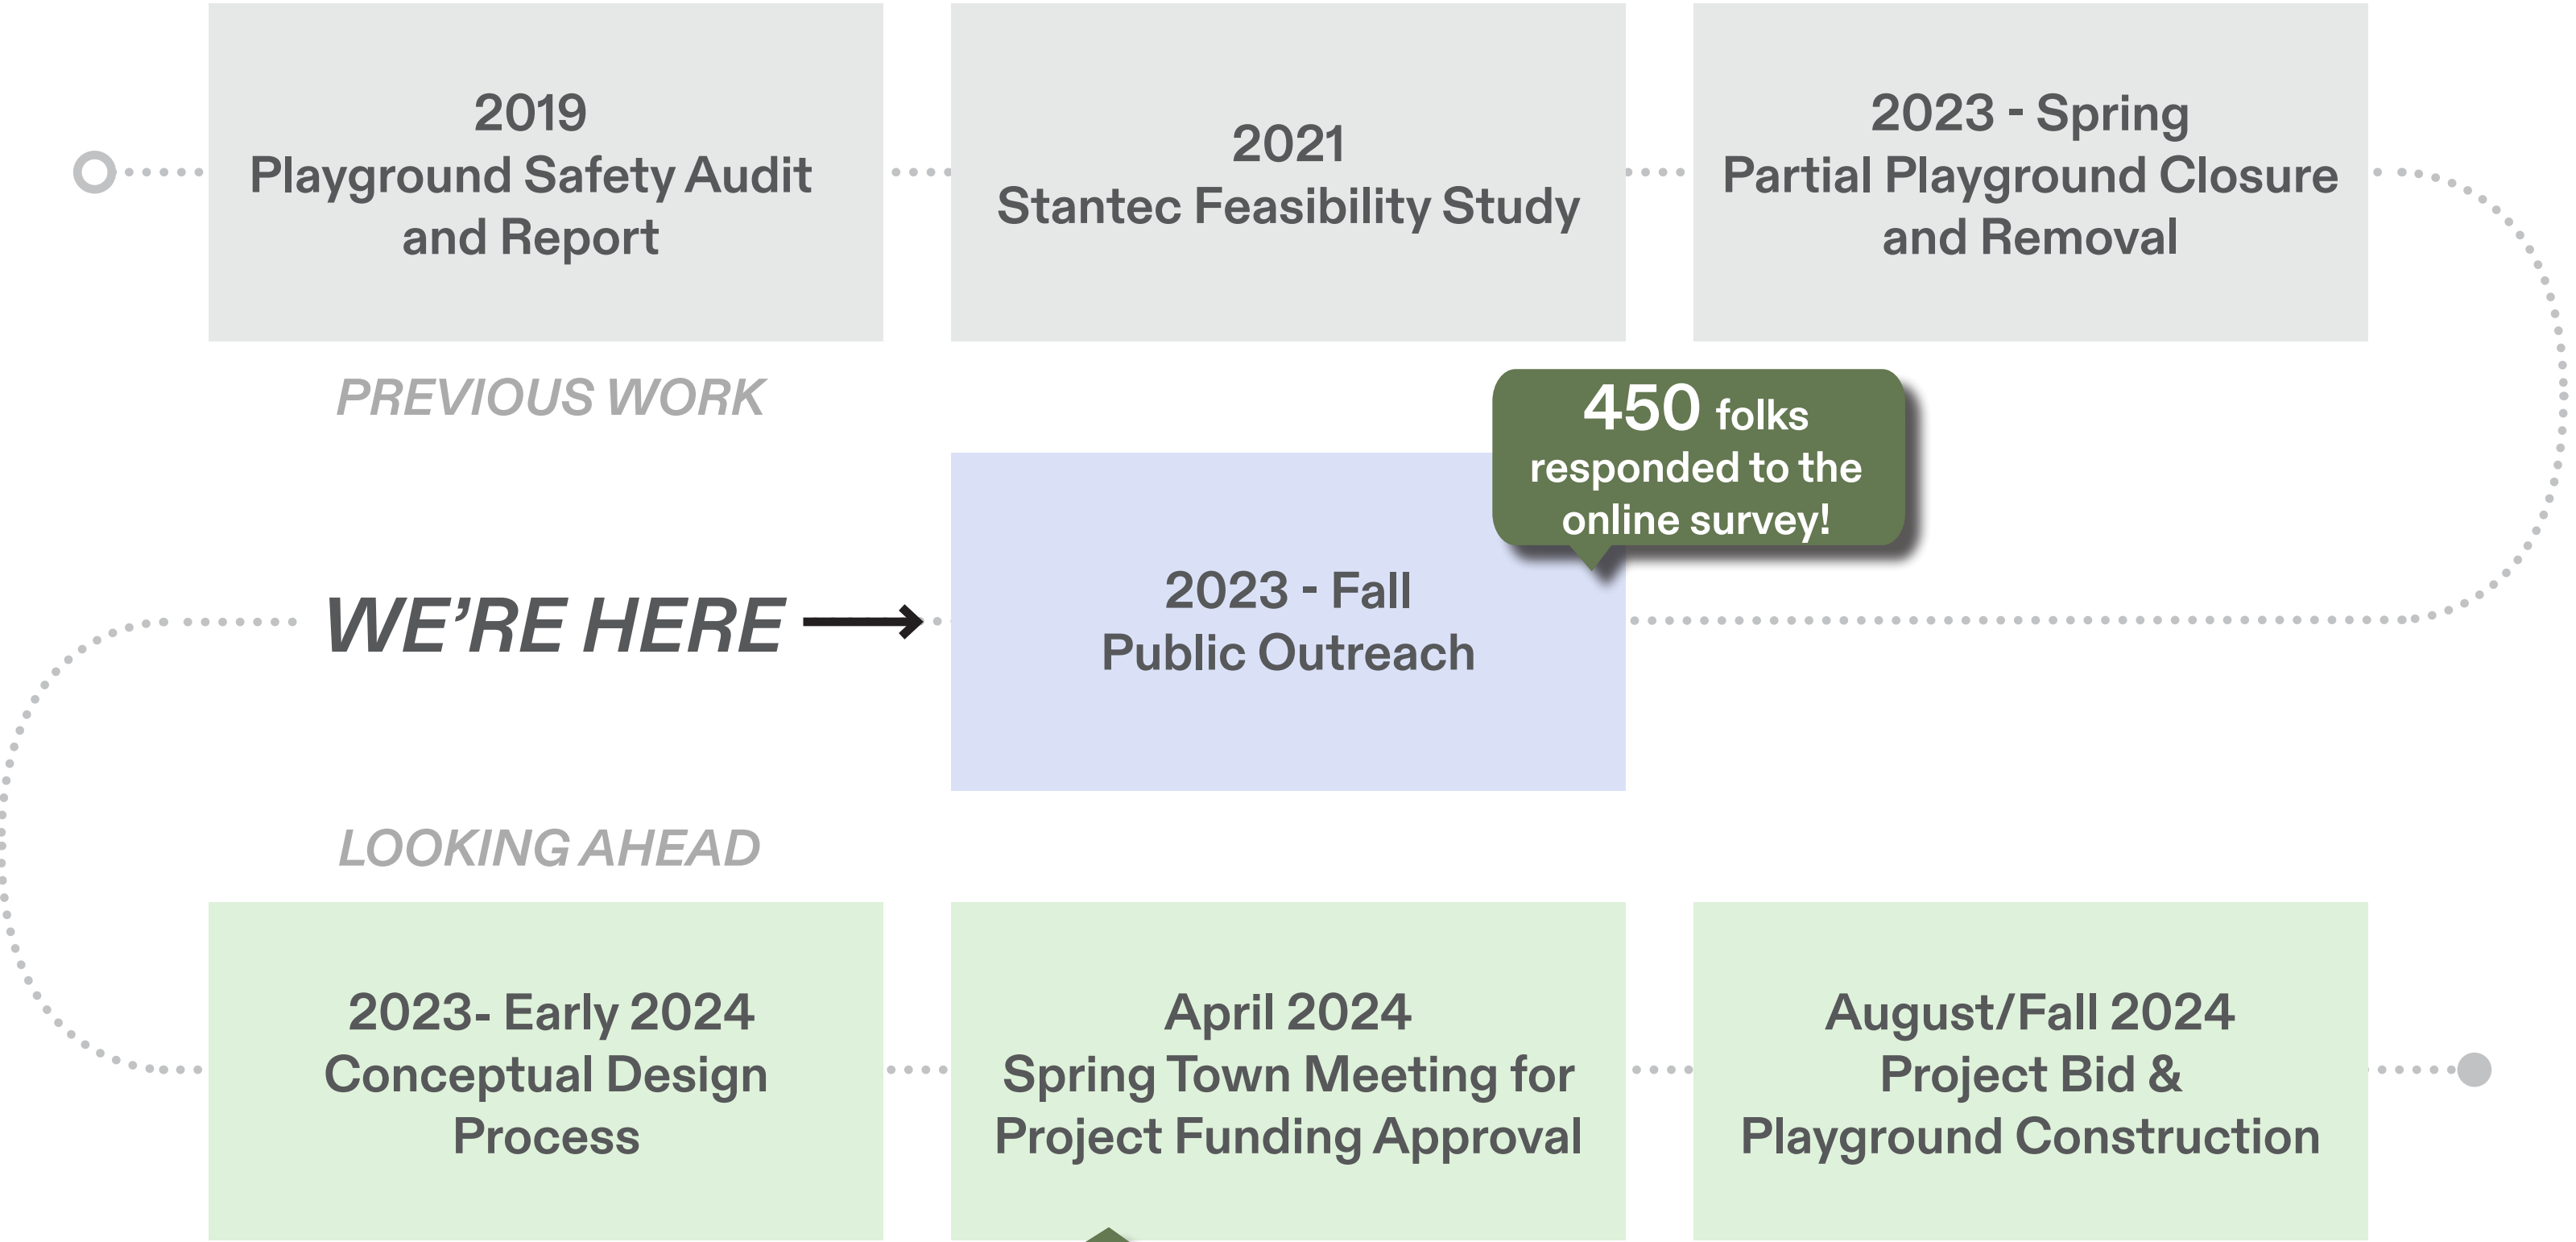 2019
Playground Safety Audit
and Report
2021
Stantec Feasibility Study
2023 - Spring
Partial Playground Closure
and Removal
PREVIOUS WORK
450 folks
responded to the
online survey!
WE’RE HERE
2023 - Fall
Public Outreach
LOOKING AHEAD
2023- Early 2024
Conceptual Design
Process
April 2024
Spring Town Meeting for
Project Funding Approval
August/Fall 2024
Project Bid &
Playground Construction